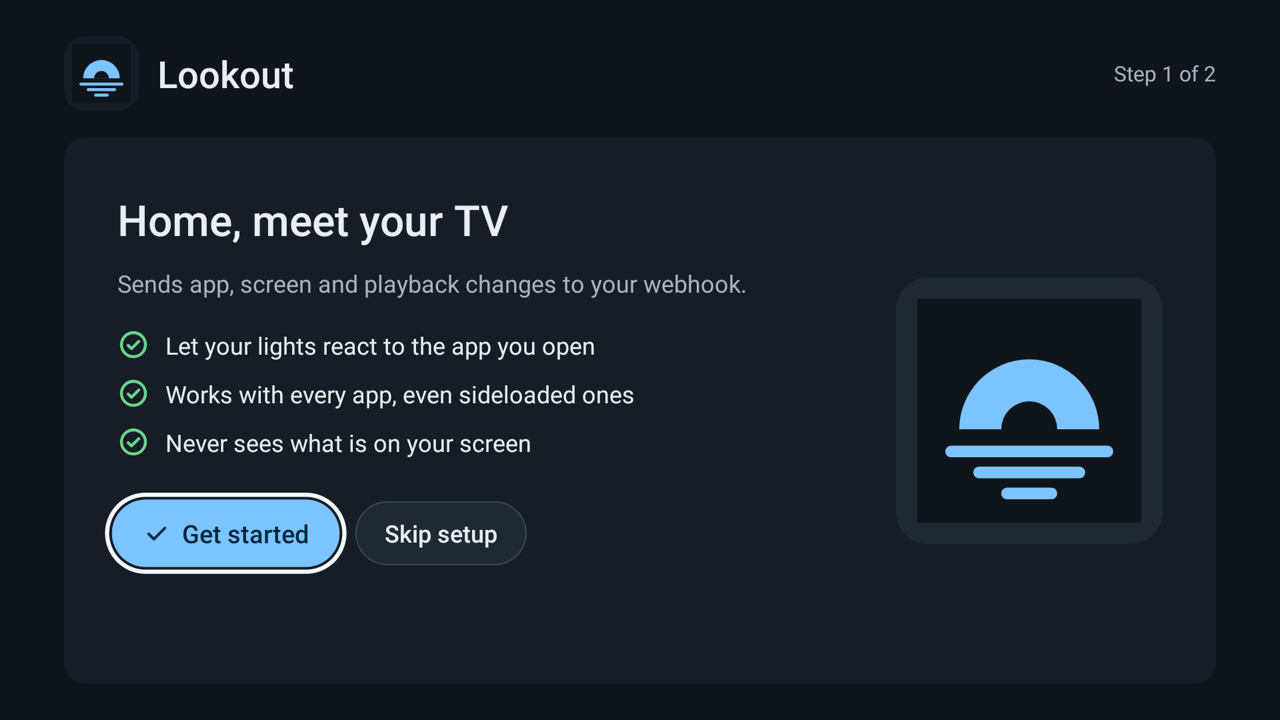 Lookout
Step 1 of 2
Home, meet your TV
Sends app, screen and playback changes to your webhook.
Let your lights react to the app you open
Works with every app, even sideloaded ones
Never sees what is on your screen
Get started
Skip setup